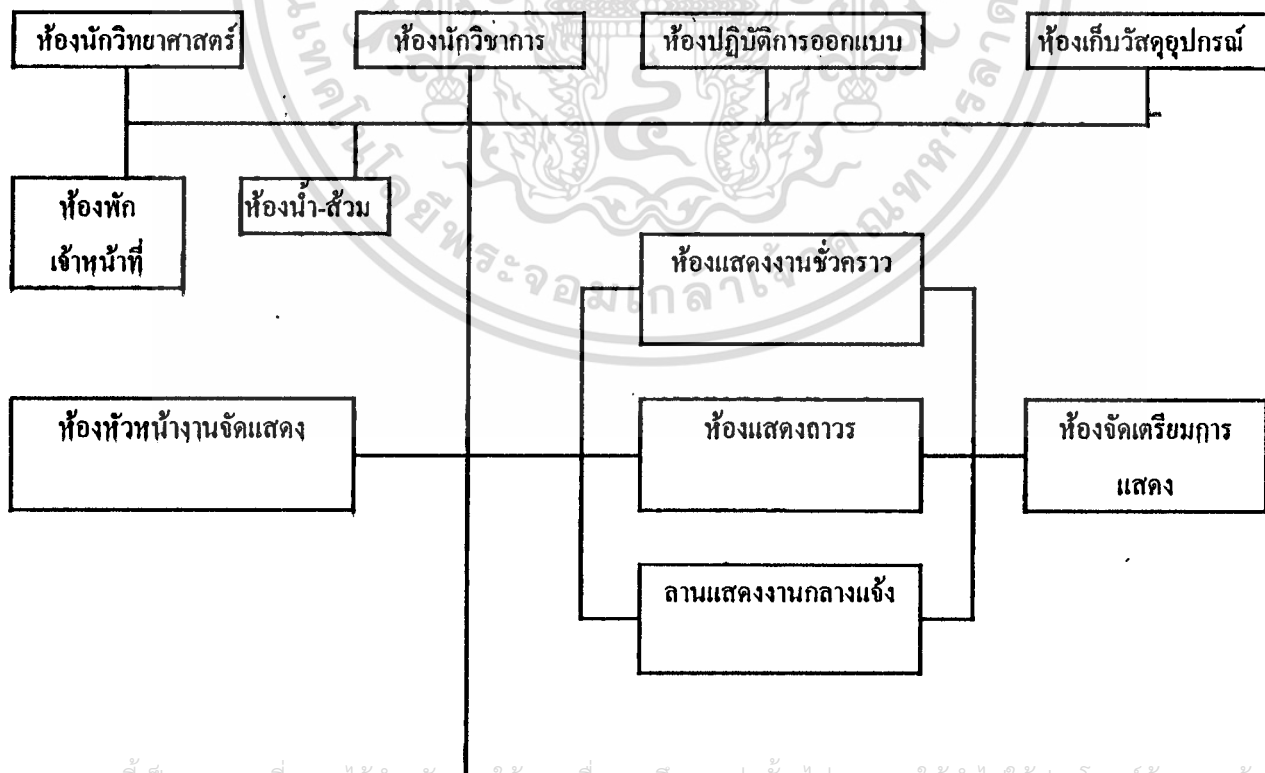 ห้องนักวิทยาศาสตร์
ห้องนักวิชาการ
ห้องปฏิบัติการออกแบบ
ห้องเก็บวัสดุอุปกรณ์
ห้องพัก
เจ้าหน้าที่
ห้องน้ำ-ส้วม
ห้องแสดงงานชั่วคราว
ห้องหัวหน้างานจัดแสดง
ห้องแสดงถาวร
ห้องจัดเตรียมการ
แสดง
ลานแสดงงานกลางแจ้ง